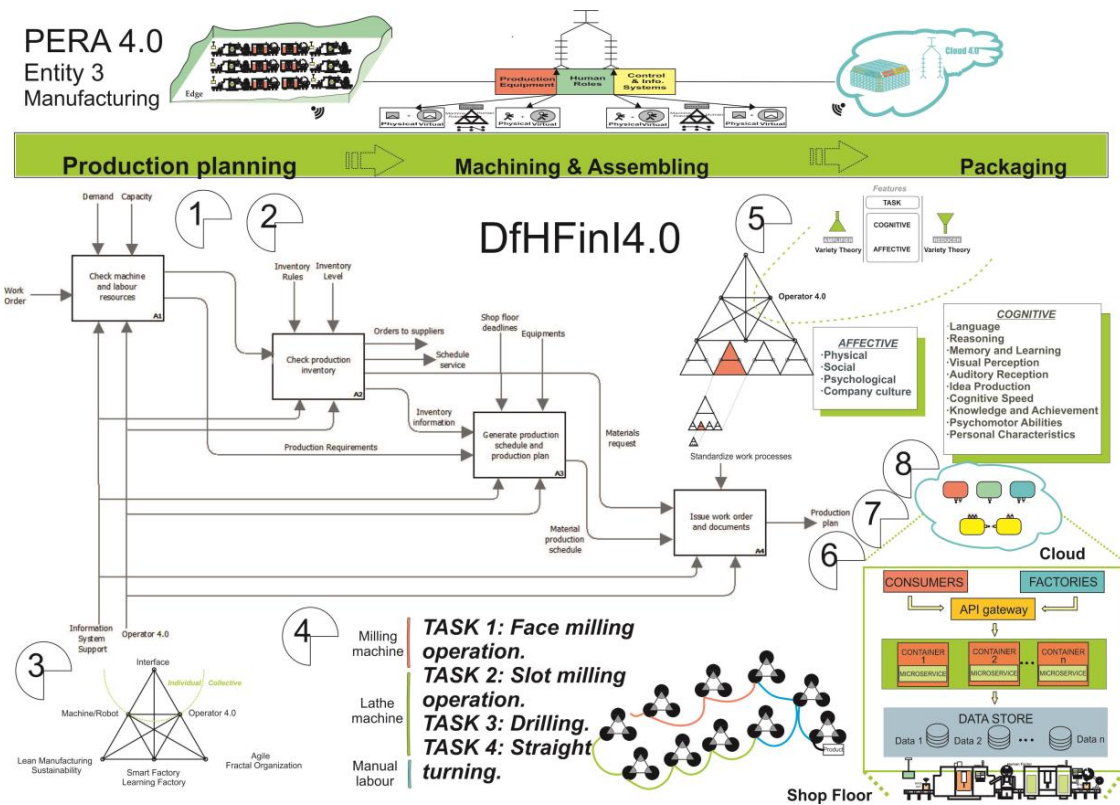 PERA 4.0
Entity 3
Manufacturing
Edge
Production
Equipment
Human
Roles
Control
& Info.
Systems
Physical
Virtual
Physical
Virtual
Physical
Virtual
Physical
Virtual
Cloud 4.0
Production planning
Machining & Assembling
Packaging
Demand
Capacity
1
2
DfHFinI4.0
5
Features
TASK
COGNITIVE
AFFECTIVE
AMPLIFIER
Variety Theory
REDUCER
Variety Theory
Work
Order
Check machine
and labour
resources
A1
Inventory
Rules
Inventory
Level
Check production
inventory
A2
Orders to suppliers
Schedule
service
Inventory
information
Production Requirements
Shop floor
deadlines
Equipments
Generate production
schedule and
production plan
A3
Materials
request
Material
production
schedule
Operator 4.0
AFFECTIVE
·Physical
·Social
·Psychological
·Company culture
COGNITIVE
·Language
·Reasoning
·Memory and Learning
·Visual Perception
·Auditory Reception
·Idea Production
·Cognitive Speed
·Knowledge and Achievement
·Psychomotor Abilities
·Personal Characteristics
Standardize work processes
Issue work order
and documents
A4
Production
plan
8
7
6
Information
System
Support
Operator 4.0
3
Interface
Individual
Collective
Machine/Robot
Operator 4.0
Lean Manufacturing
Sustainability
Smart Factory
Learning Factory
Agile
Fractal Organization
4
Milling
machine
Lathe
machine
Manual
labour
TASK 1: Face milling
operation.
TASK 2: Slot milling
operation.
TASK 3: Drilling.
TASK 4: Straight
turning.
Product
Cloud
CONSUMERS
FACTORIES
API gateway
CONTAINER
1
MICROSERVICE
CONTAINER
2
MICROSERVICE
CONTAINER
n
MICROSERVICE
DATA STORE
Data 1
Data 2
Data n
Shop Floor